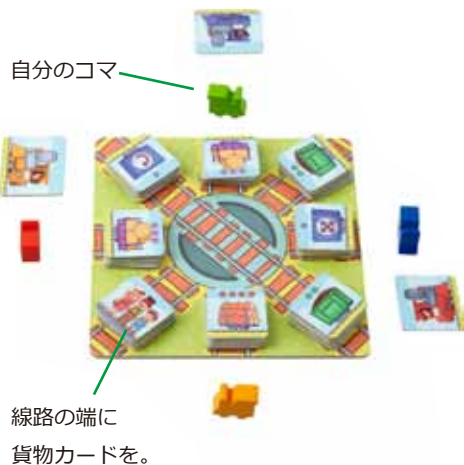 自分のコマ
線路の端に
貨物カードを。